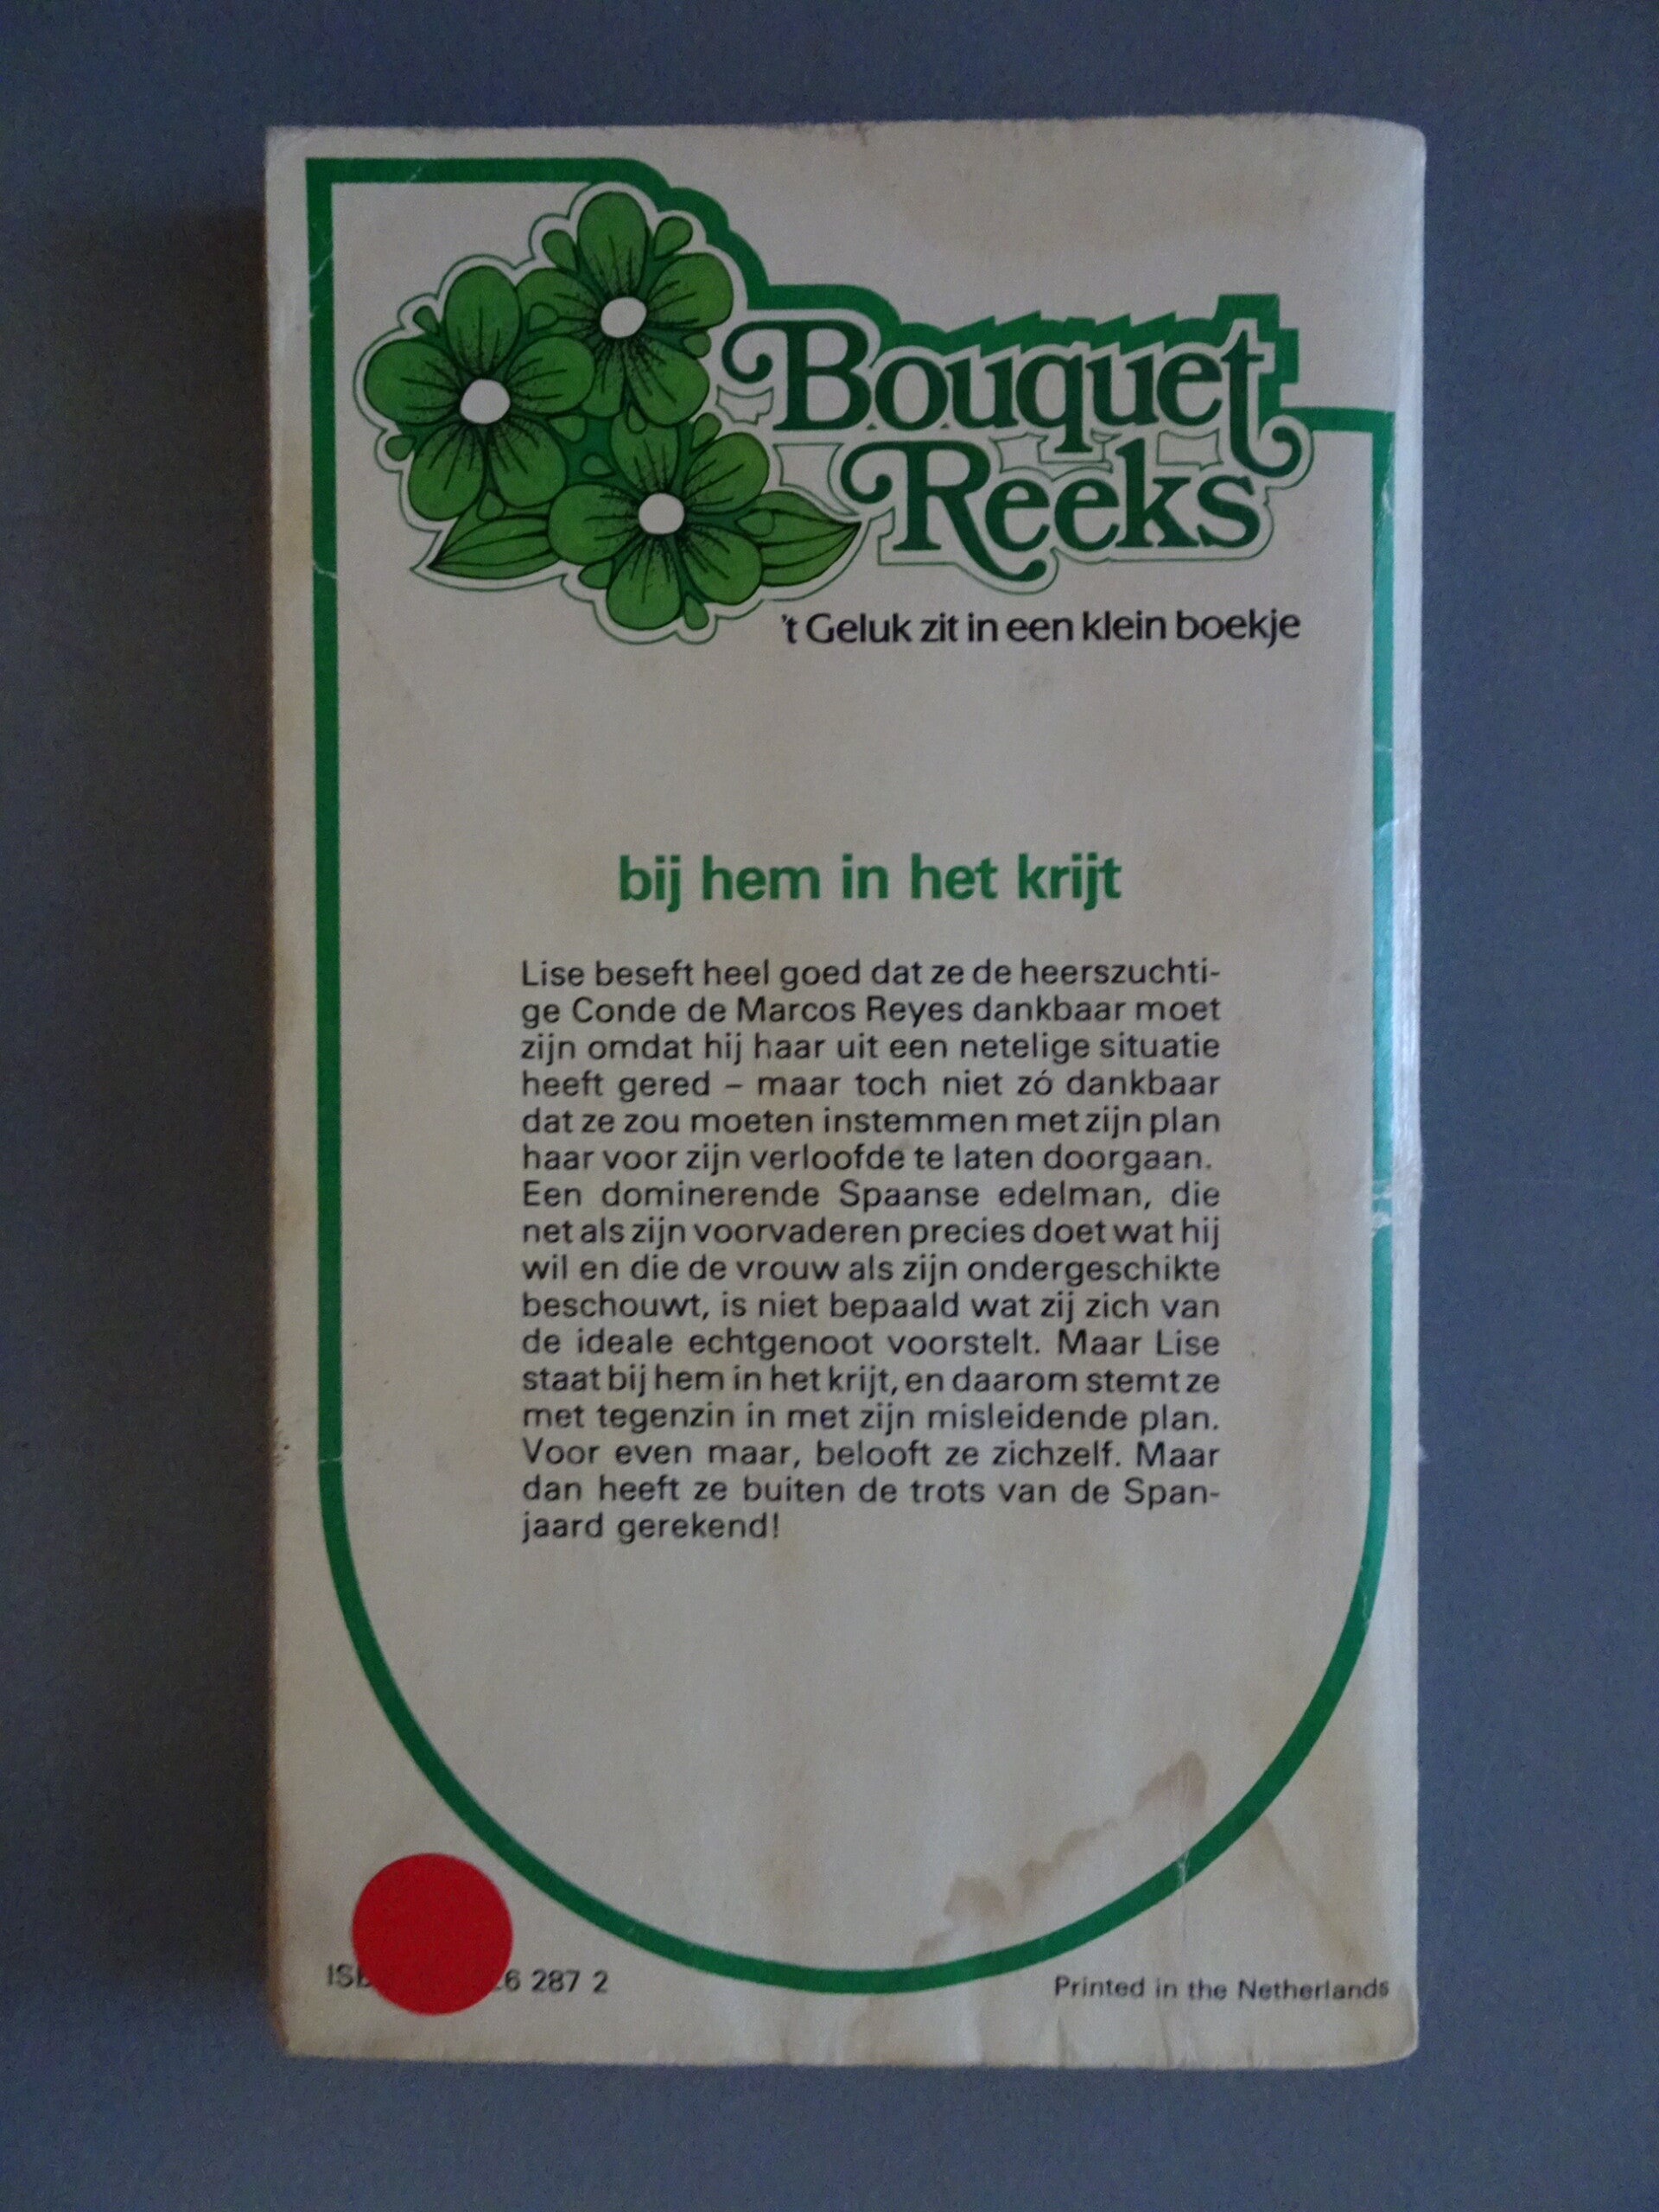 Bouquet
Reeks
't Geluk zit in een klein boekje
bij hem in het krijt
Lise beseft heel goed dat ze de heerszuchti-
ge Conde de Marcos Reyes dankbaar moet
zijn omdat hij haar uit een netelige situatie
heeft gered – maar toch niet zó dankbaar
dat ze zou moeten instemmen met zijn plan
haar voor zijn verloofde te laten doorgaan.
Een dominerende Spaanse edelman, die
net als zijn voorvaderen precies doet wat hij
wil en die de vrouw als zijn ondergeschikte
beschouwt, is niet bepaald wat zij zich van
de ideale echtgenoot voorstelt. Maar Lise
staat bij hem in het krijt, en daarom stemt ze
met tegenzin in met zijn misleidende plan.
Voor even maar, belooft ze zichzelf. Maar
dan heeft ze buiten de trots van de Span-
jaard gerekend!
287 2
Printed in the Netherlands